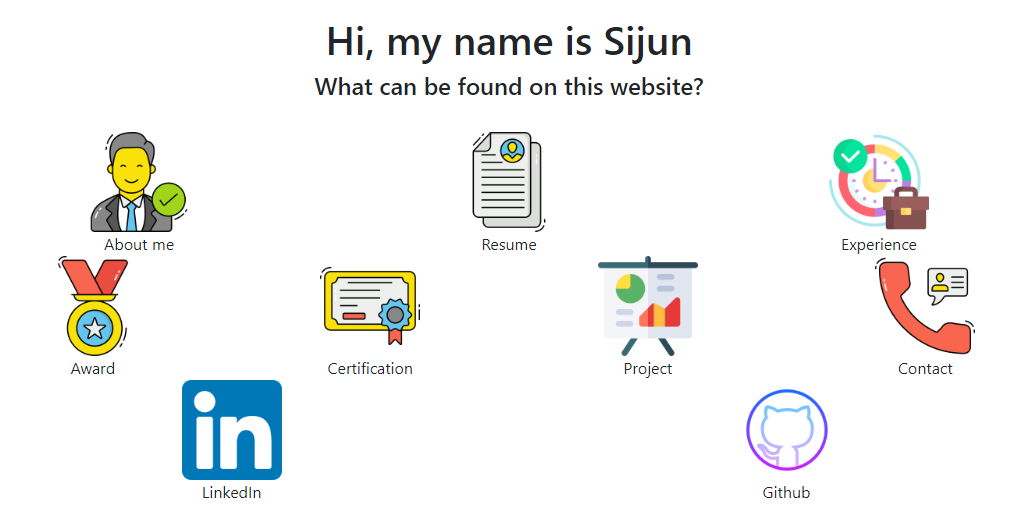 Hi, my name is Sijun
What can be found on this website?
About me
Resume
Experience
Award
Certification
Project
Contact
in
LinkedIn
Github